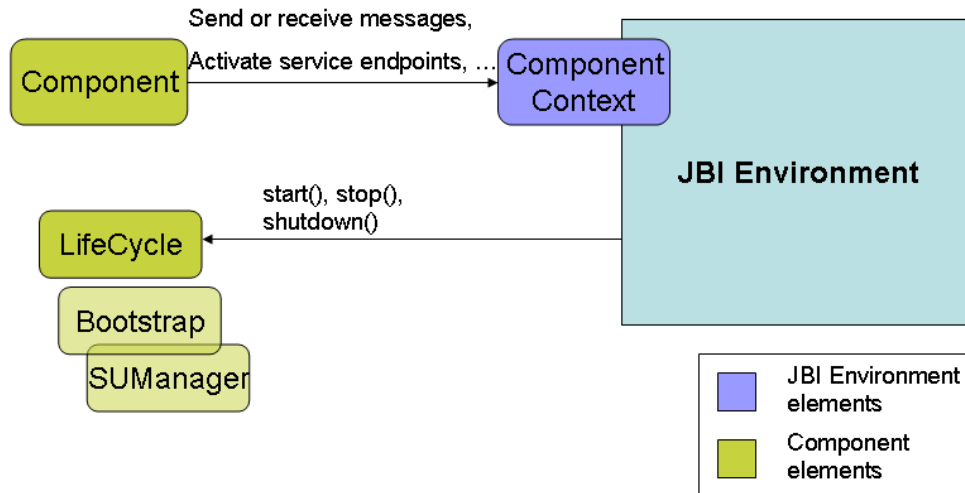 Send or receive messages,
Activate service endpoints, ...
Component
Component
Context
JBI Environment
start(), stop(),
shutdown()
LifeCycle
Bootstrap
SUManager
JBI Environment
elements
Component
elements